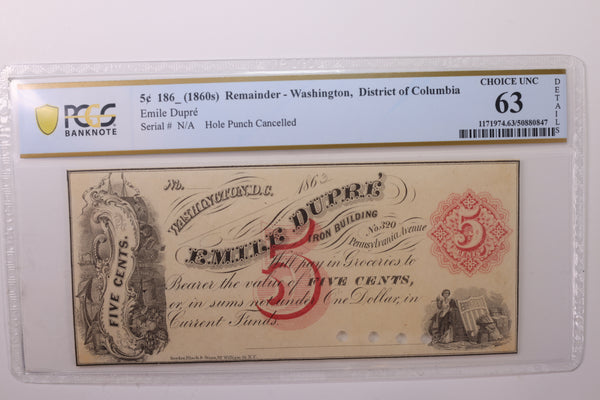 PCGS
BANKNOTE
5¢ 186_ (1860s) Remainder - Washington, District of Columbia
Emile Dupré
Serial # N/A Hole Punch Cancelled
CHOICE UNC
63
DETAILS
1171974.63/50880847
No.
WASHINGTON, D.C.
1863
EMILE DUPRÉ
IRON BUILDING
No. 320
Pennsylvania Avenue
Will pay in Groceries to
Bearer the value of FIVE CENTS,
or, in sums not under One Dollar, in
Current Funds.
FIVE CENTS.
5
5